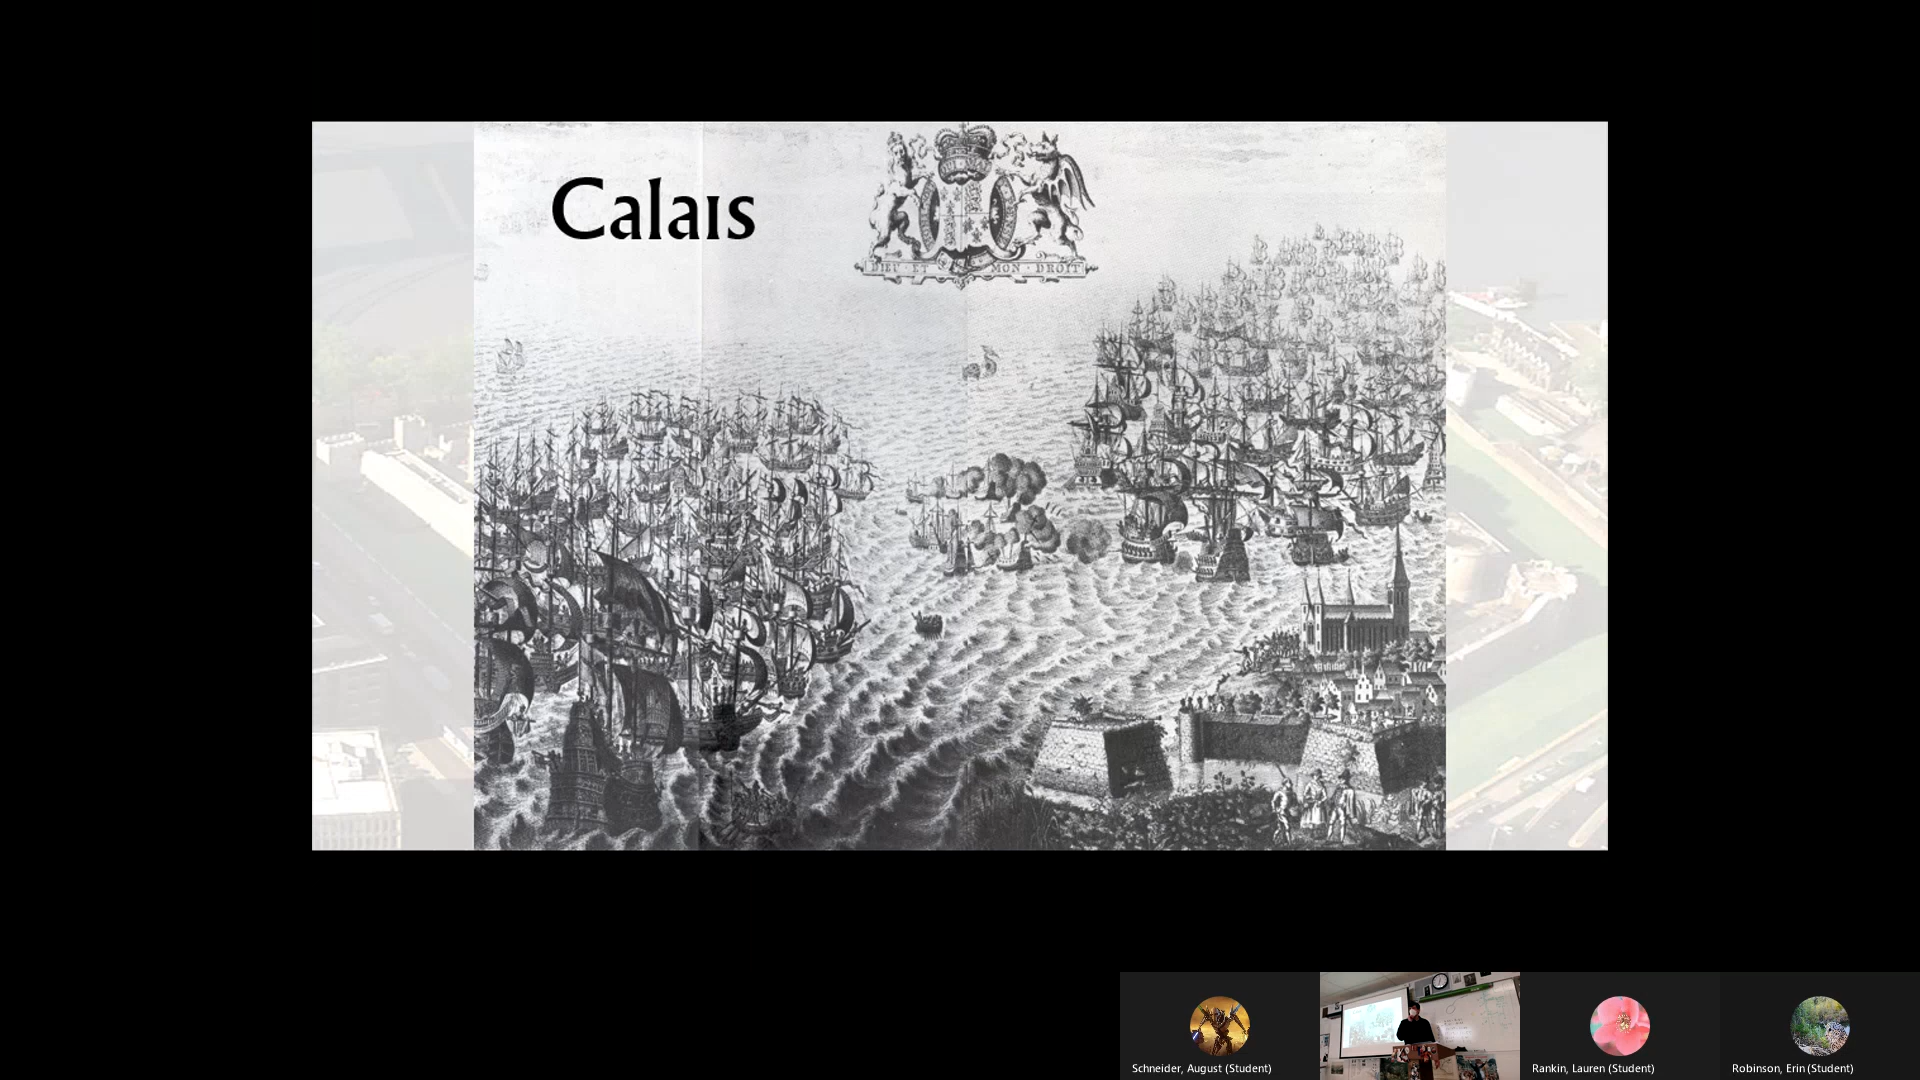 Calais
DIEU · ET MON · DROIT
Schneider, August (Student)
Rankin, Lauren (Student)
Robinson, Erin (Student)